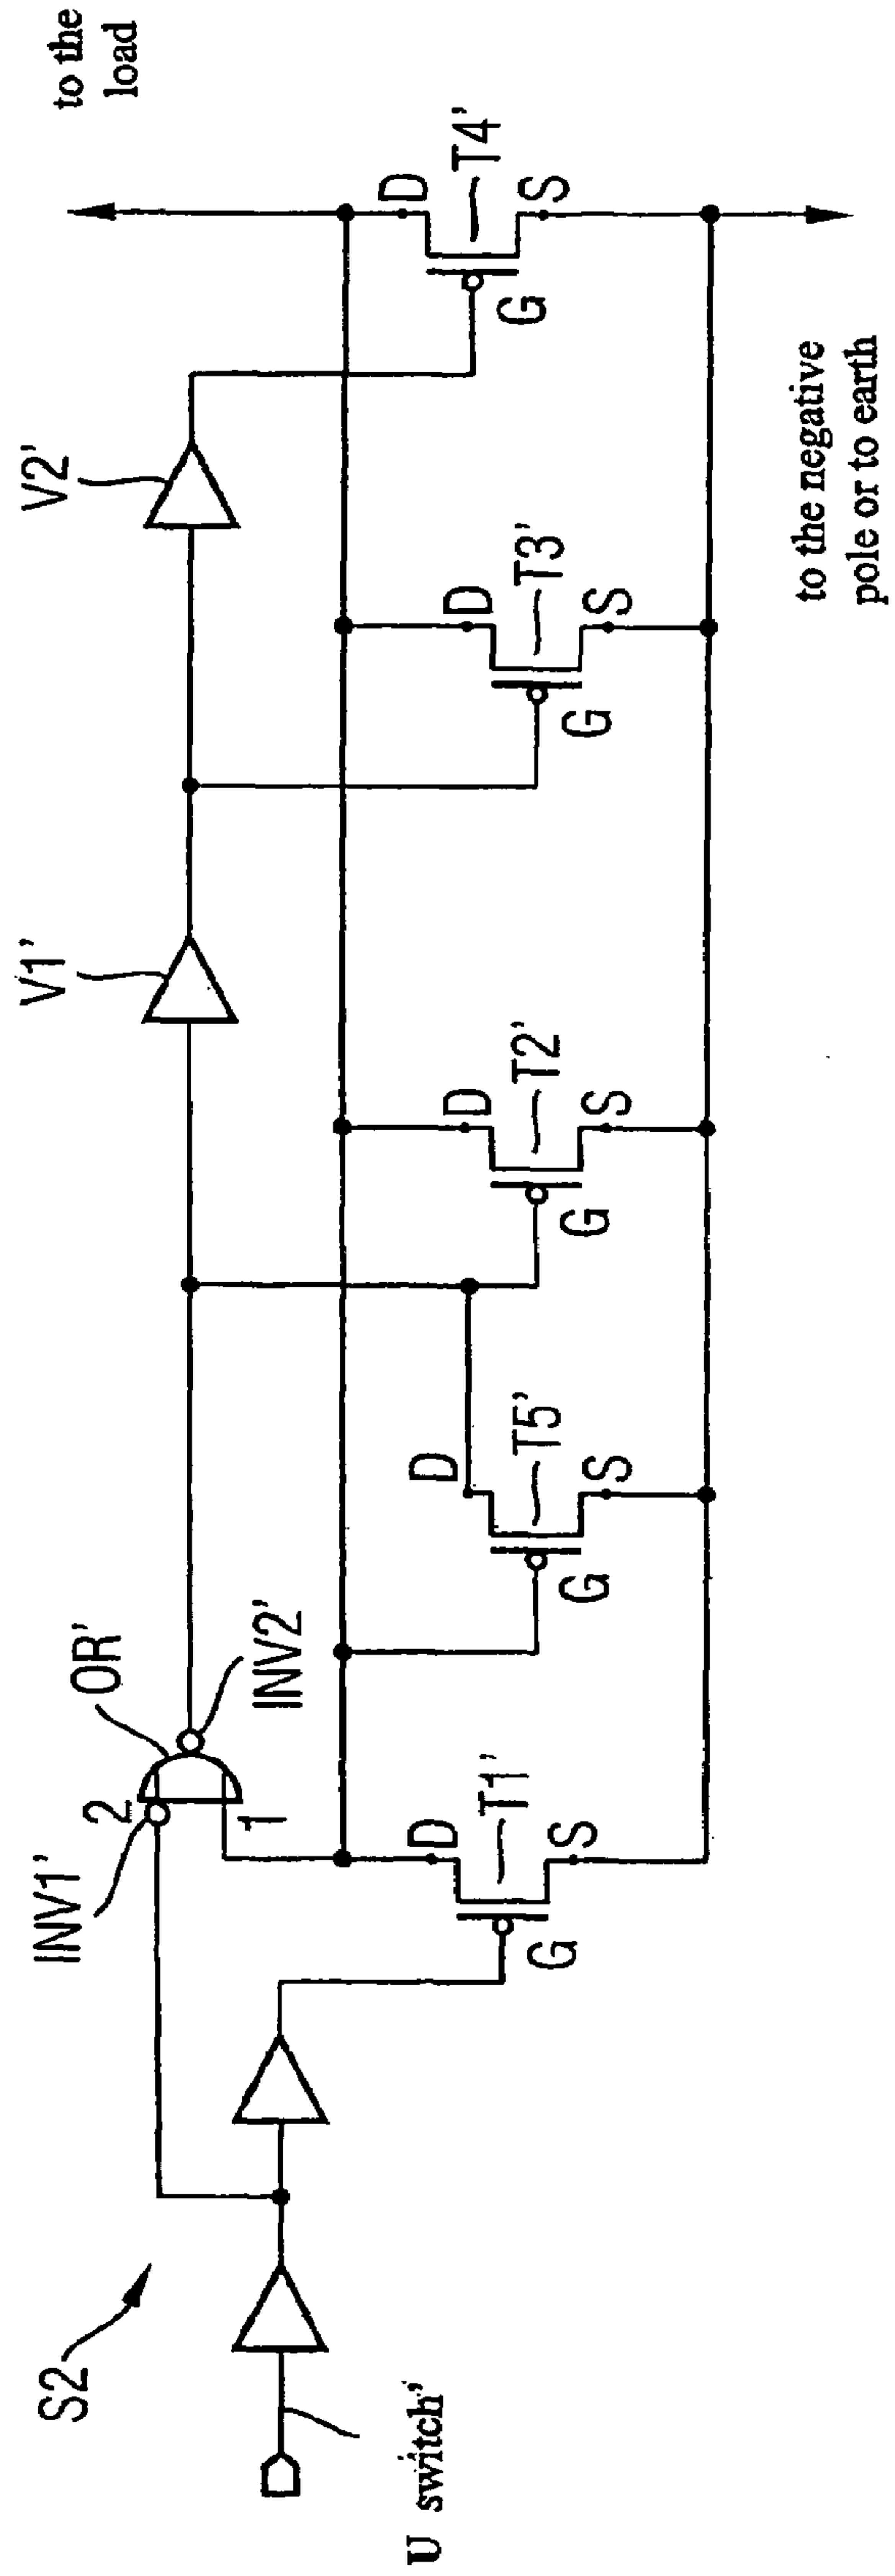 S2
U switch'
INV1'
2
1
OR'
INV2'
V1'
V2'
to the
load
D
T1'
G
S
D
T5'
G
S
D
T2'
G
S
D
T3'
G
S
D
T4'
G
S
to the negative
pole or to earth